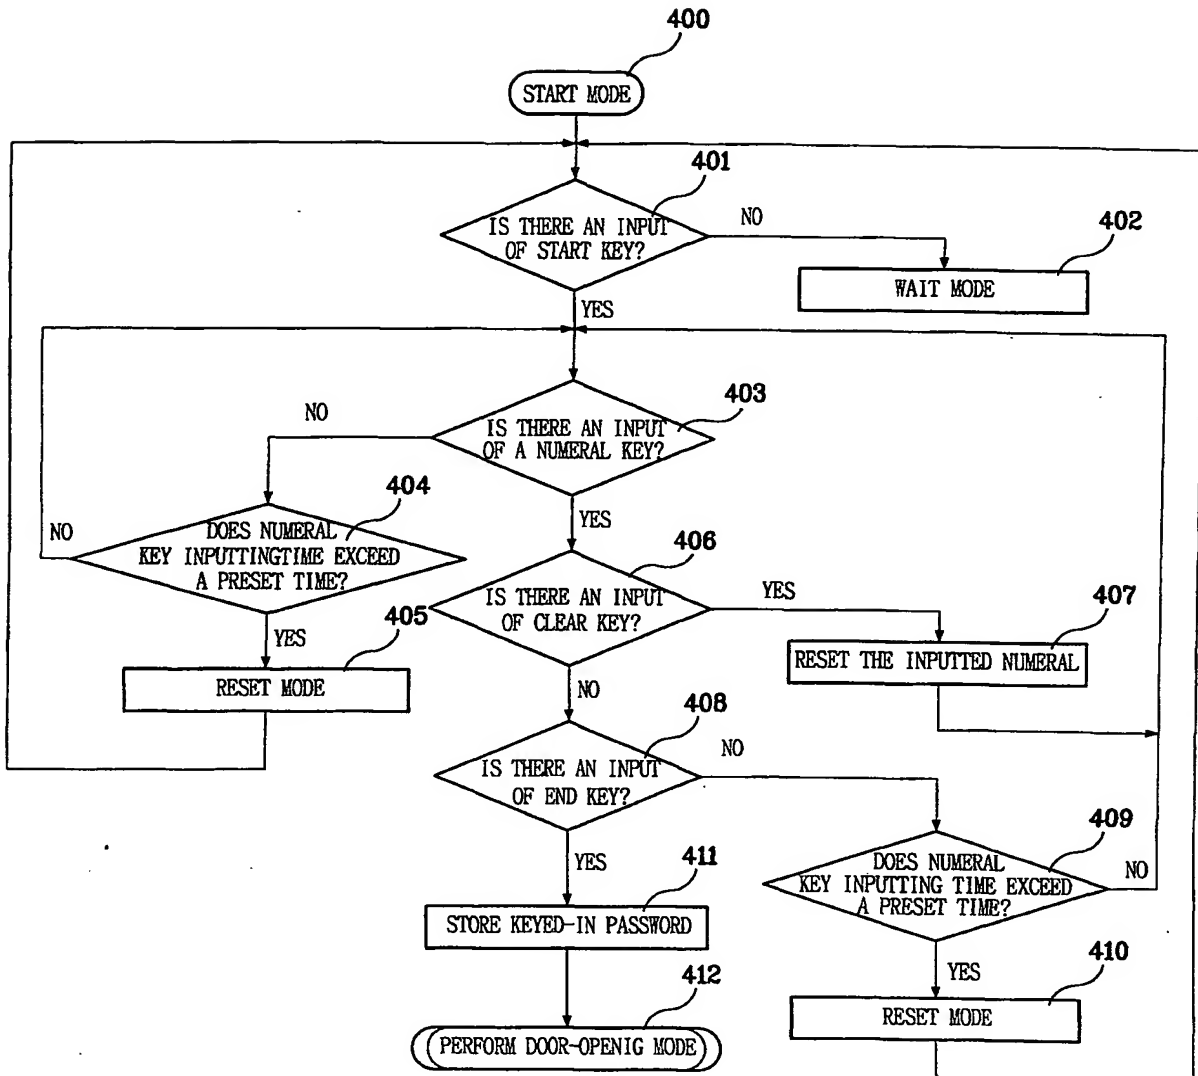 400
START MODE
401
IS THERE AN INPUT
OF START KEY?
NO
402
WAIT MODE
YES
403
IS THERE AN INPUT
OF A NUMERAL KEY?
NO
404
DOES NUMERAL
KEY INPUTTINGTIME EXCEED
A PRESET TIME?
NO
YES
405
RESET MODE
YES
406
IS THERE AN INPUT
OF CLEAR KEY?
YES
407
RESET THE INPUTTED NUMERAL
NO
408
IS THERE AN INPUT
OF END KEY?
NO
409
DOES NUMERAL
KEY INPUTTING TIME EXCEED
A PRESET TIME?
NO
YES
411
STORE KEYED-IN PASSWORD
YES
410
RESET MODE
412
PERFORM DOOR-OPENIG MODE